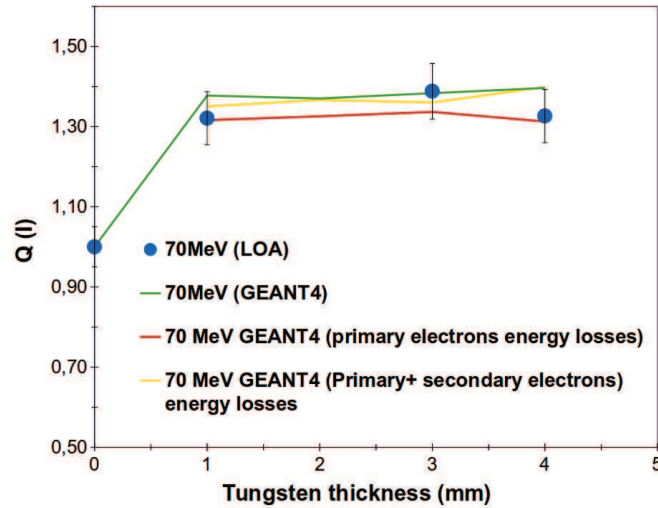 1,50
1,30
1,10
0,90
0,70
0,50
Q (I)
70MeV (LOA)
70MeV (GEANT4)
70 MeV GEANT4 (primary electrons energy losses)
70 MeV GEANT4 (Primary+ secondary electrons)
energy losses
0
1
2
3
4
5
Tungsten thickness (mm)